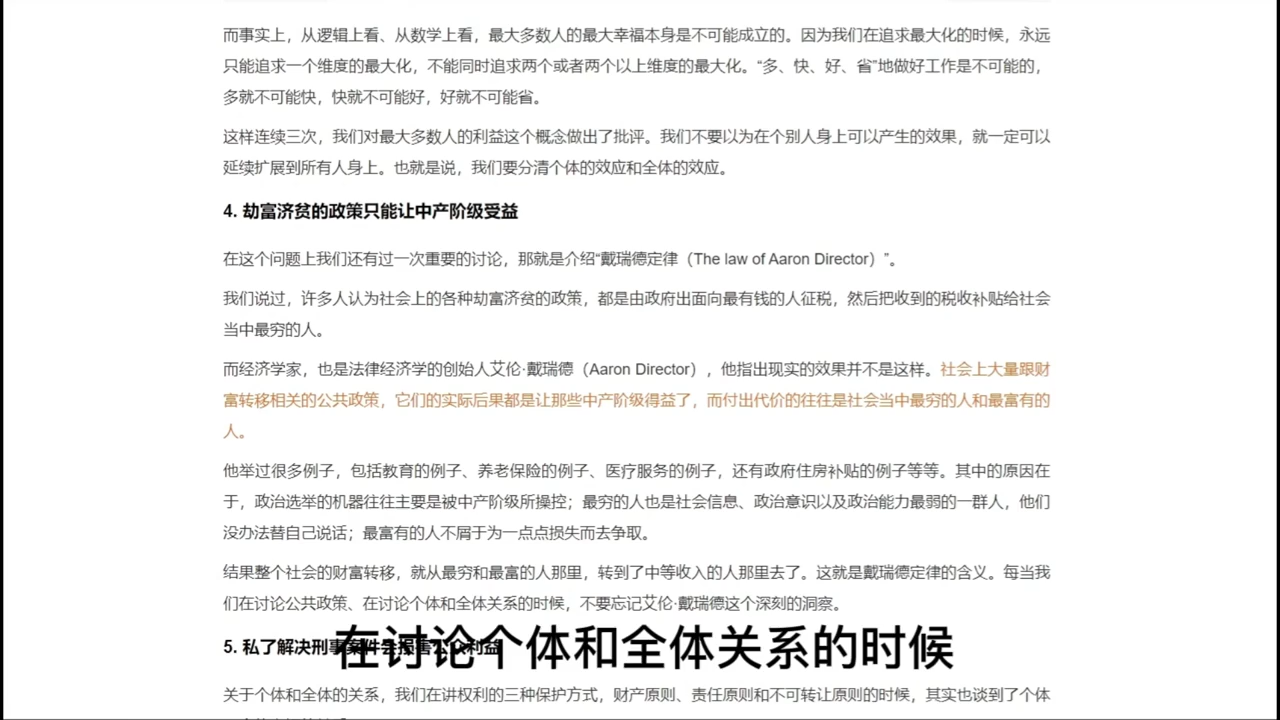 而事实上，从逻辑上看、从数学上看，最大多数人的最大幸福本身是不可能成立的。因为我们在追求最大化的时候，永远
只能追求一个维度的最大化，不能同时追求两个或者两个以上维度的最大化。“多、快、好、省”地做好工作是不可能的，
多就不可能快，快就不可能好，好就不可能省。
这样连续三次，我们对最大多数人的利益这个概念做出了批评。我们不要以为在个别人身上可以产生的效果，就一定可以
延续扩展到所有人身上。也就是说，我们要分清个体的效应和全体的效应。
4. 劫富济贫的政策只能让中产阶级受益
在这个问题上我们还有过一次重要的讨论，那就是介绍“戴瑞德定律（The law of Aaron Director）”。
我们说过，许多人认为社会上的各种劫富济贫的政策，都是由政府出面向最有钱的人征税，然后把收到的税收补贴给社会
当中最穷的人。
而经济学家，也是法律经济学的创始人艾伦·戴瑞德（Aaron Director），他指出现实的效果并不是这样。社会上大量跟财
富转移相关的公共政策，它们的实际后果都是让那些中产阶级得益了，而付出代价的往往是社会当中最穷的人和最富有的
人。
他举过很多例子，包括教育的例子、养老保险的例子、医疗服务的例子，还有政府住房补贴的例子等等。其中的原因在
于，政治选举的机器往往主要是被中产阶级所操控；最穷的人也是社会信息、政治意识以及政治能力最弱的一群人，他们
没办法替自己说话；最富有的人不屑于为一点点损失而去争取。
结果整个社会的财富转移，就从最穷和最富的人那里，转到了中等收入的人那里去了。这就是戴瑞德定律的含义。每当我
们在讨论公共政策、在讨论个体和全体关系的时候，不要忘记艾伦·戴瑞德这个深刻的洞察。
5. 私了解决刑事案件会损害公众利益
在讨论个体和全体关系的时候
关于个体和全体的关系，我们在讲权利的三种保护方式，财产原则、责任原则和不可转让原则的时候，其实也谈到了个体